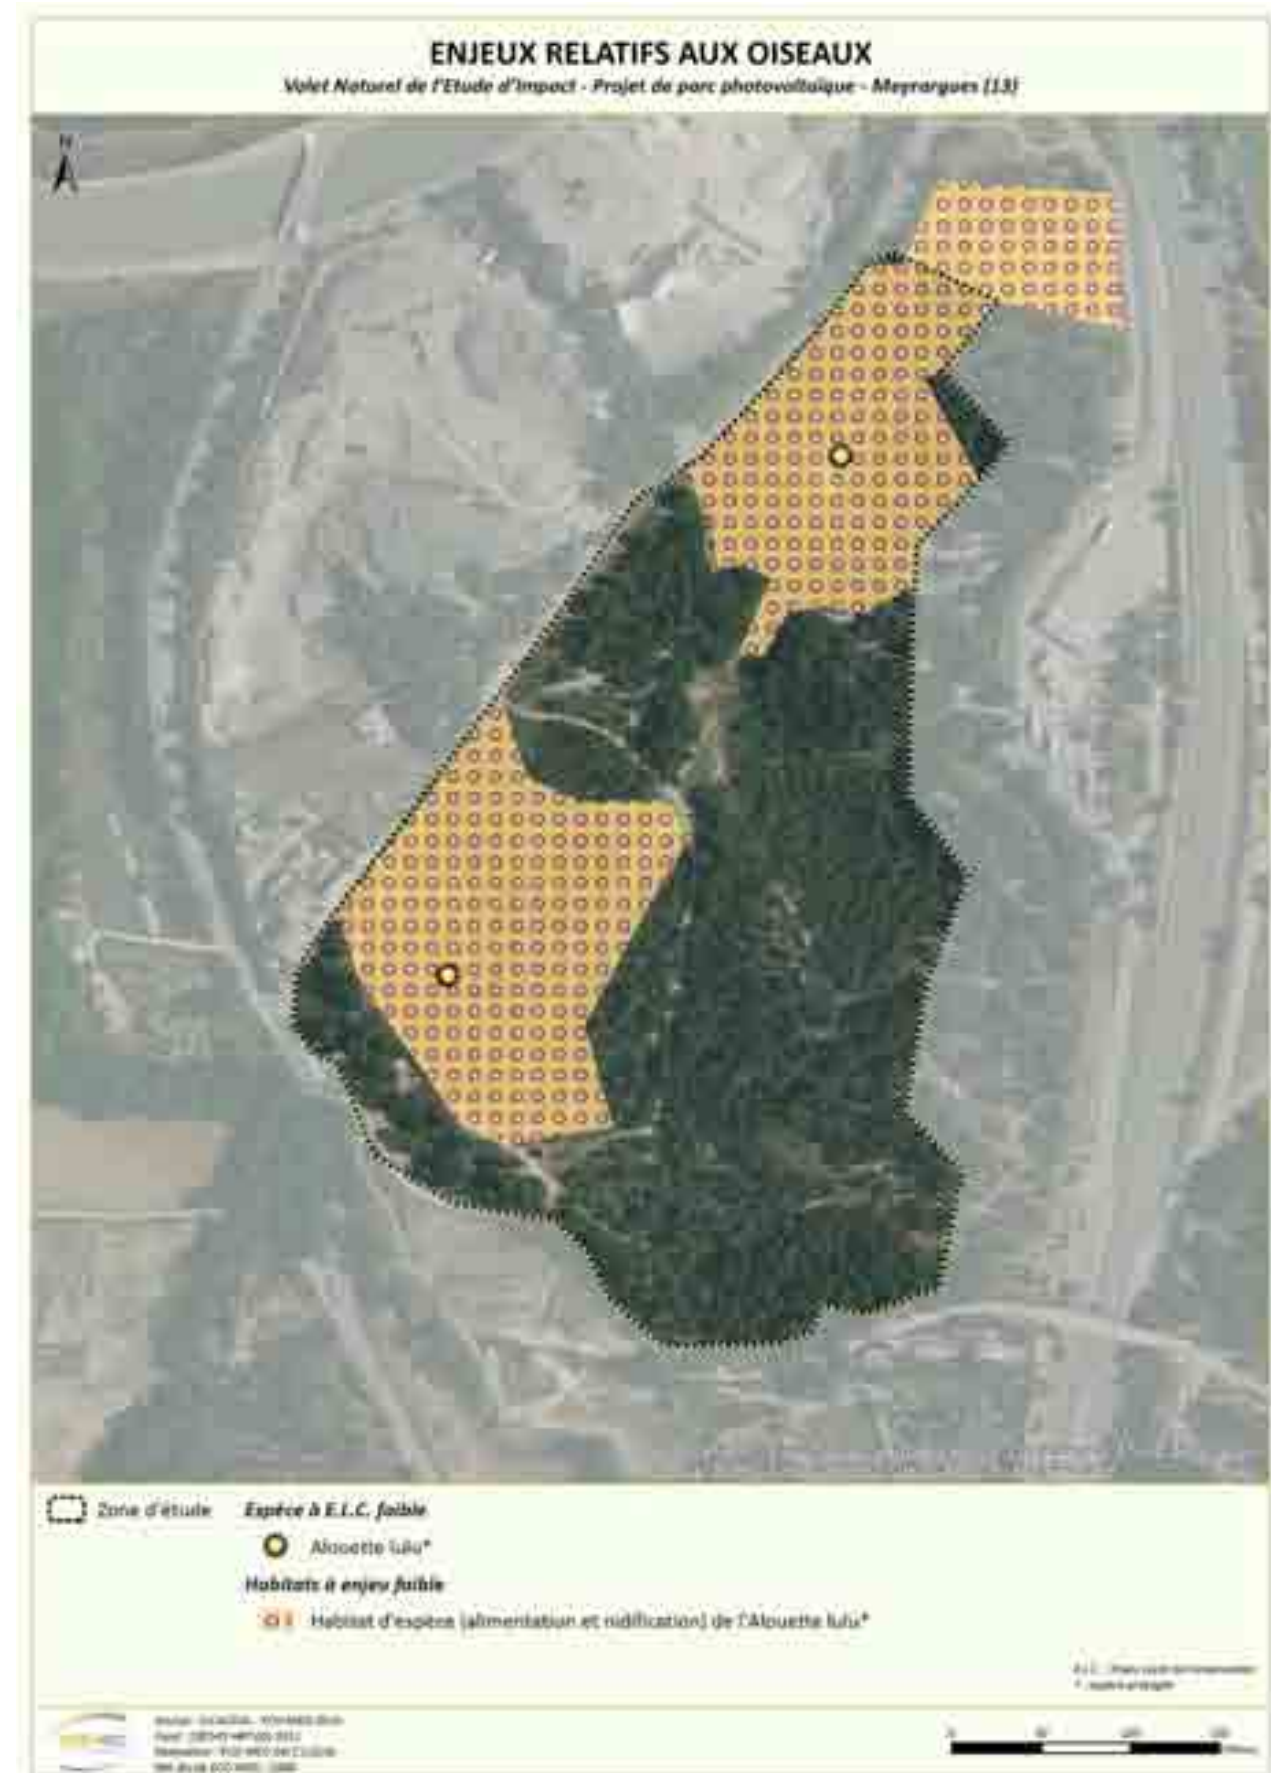 ENJEUX RELATIFS AUX OISEAUX
Volet Naturel de l'Etude d'Impact - Projet de parc photovoltaïque - Meyrargues (13)
N
Zone d'étude
Espèce à E.L.C. faible
Alouette lulu*
Habitats à enjeu faible
Habitat d'espèce (alimentation et nidification) de l'Alouette lulu*